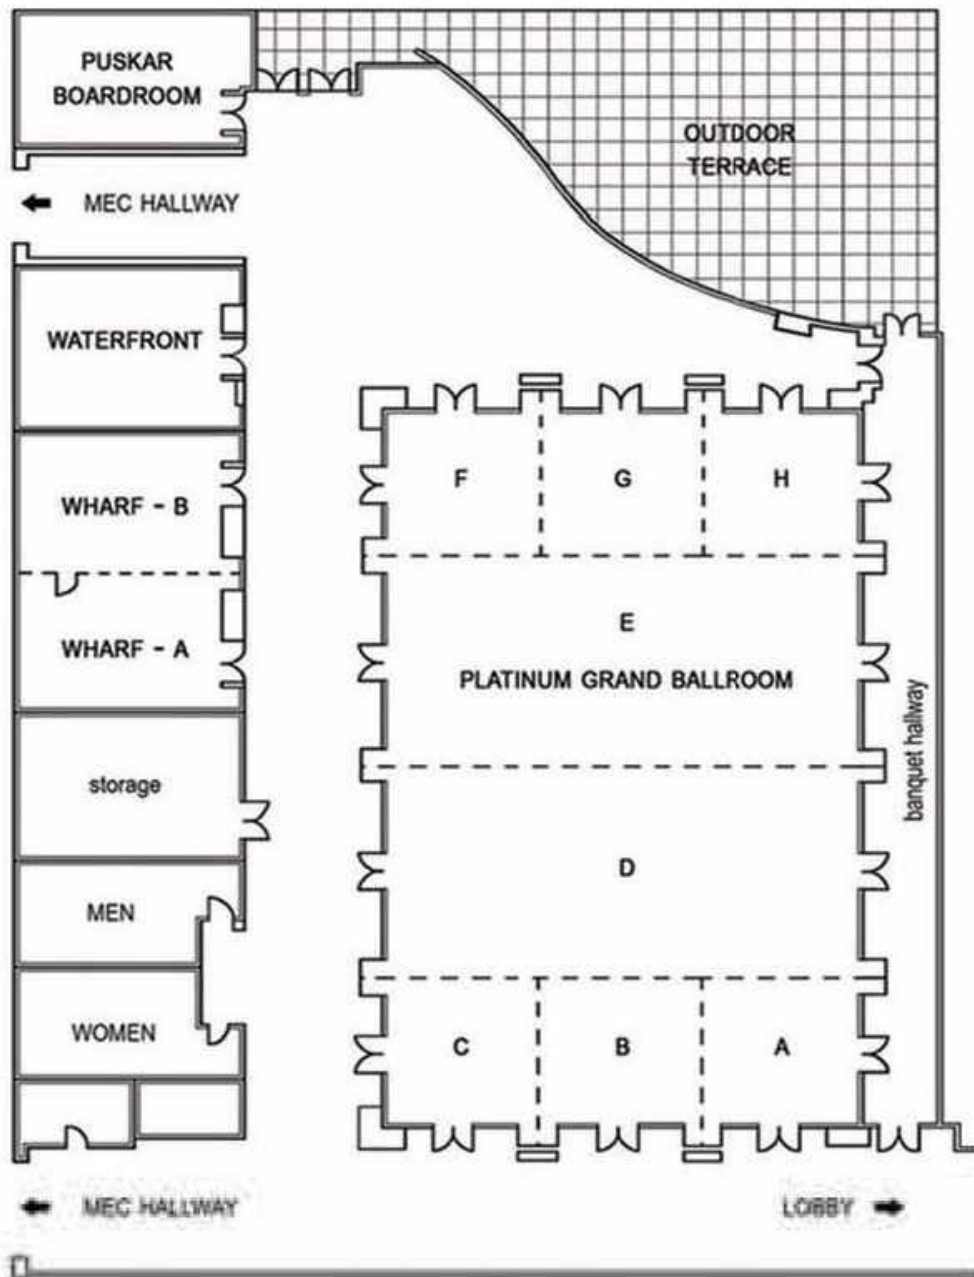 PUSKAR
BOARDROOM
OUTDOOR
TERRACE
MEC HALLWAY
WATERFRONT
F
G
H
WHARF - B
E
WHARF - A
PLATINUM GRAND BALLROOM
banquet hallway
storage
D
MEN
WOMEN
C
B
A
MEC HALLWAY
LOBBY